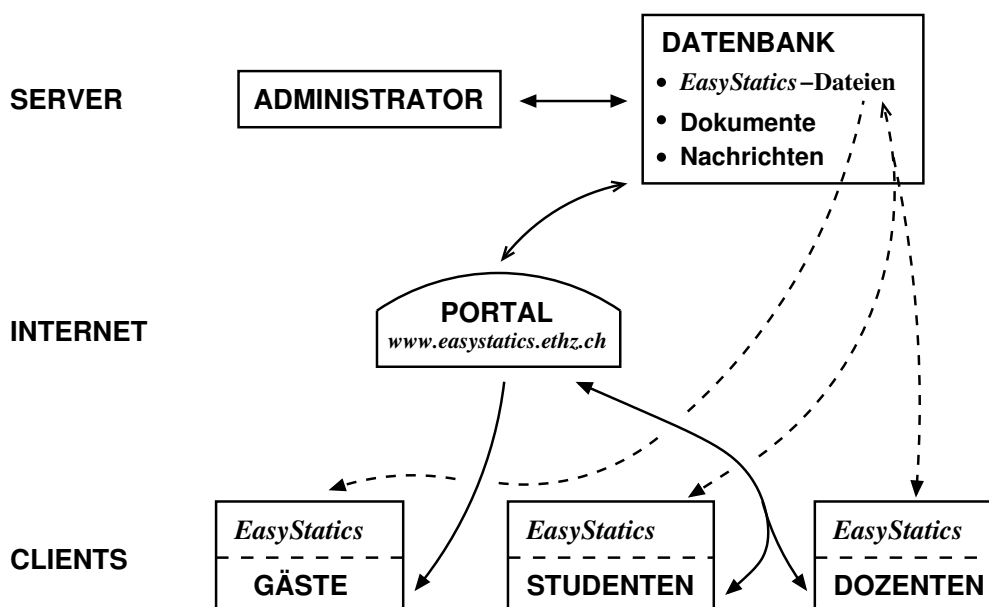 DATENBANK
SERVER
ADMINISTRATOR
• EasyStatics–Dateien
• Dokumente
• Nachrichten
INTERNET
PORTAL
www.easystatics.ethz.ch
CLIENTS
EasyStatics
GÄSTE
EasyStatics
STUDENTEN
EasyStatics
DOZENTEN